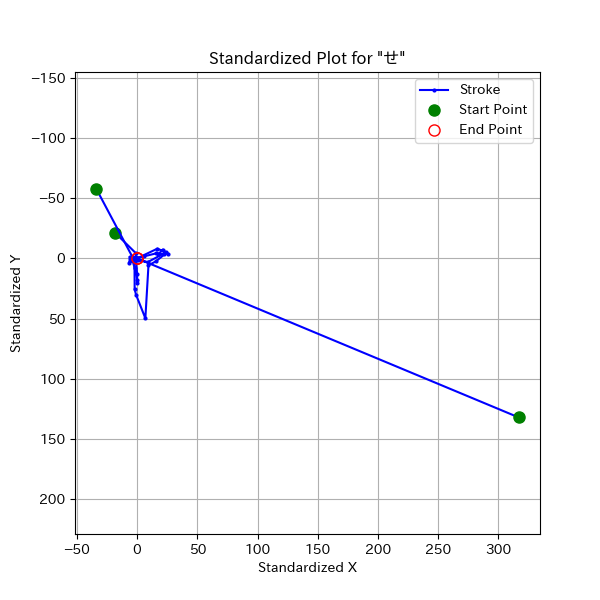 Standardized Plot for "せ"
Stroke
Start Point
End Point
Standardized Y
−150
−100
−50
0
50
100
150
200
−50 0 50 100 150 200 250 300
Standardized X